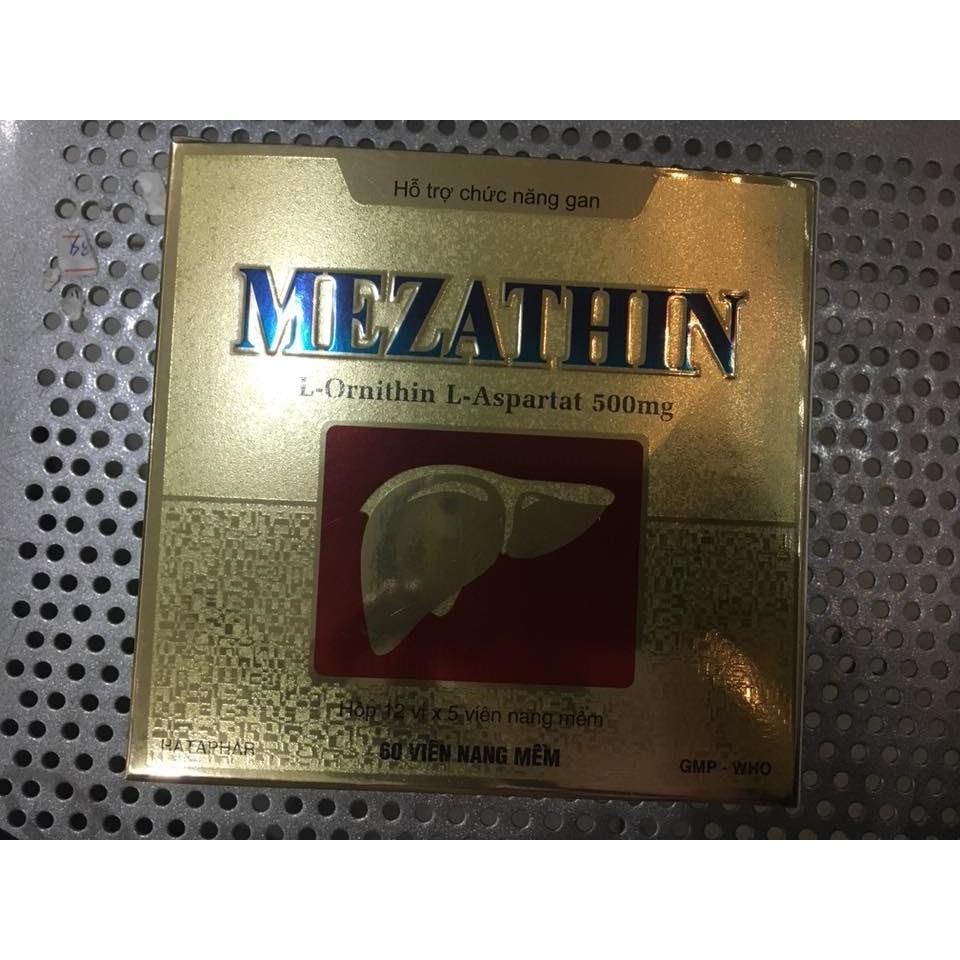 Hỗ trợ chức năng gan
MEZATHIN
L-Ornithin L-Aspartat 500mg
Hộp 12 vỉ x 5 viên nang mềm
60 VIÊN NANG MỀM
HATAPHAR
GMP - WHO